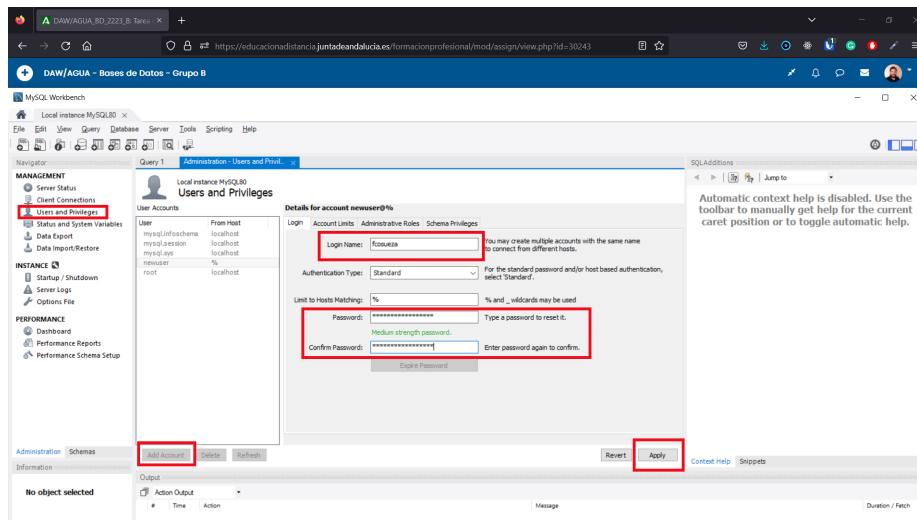 DAW/AGUA_BD_2223_B: Tarea
https://educacionadistancia.juntadeandalucia.es/formacionprofesional/mod/assign/view.php?id=30243
DAW/AGUA - Bases de Datos - Grupo B
MySQL Workbench
Local instance MySQL80
File Edit View Query Database Server Tools Scripting Help
Navigator
Query 1
Administration - Users and Privil...
SQLAdditions
MANAGEMENT
Server Status
Client Connections
Users and Privileges
Status and System Variables
Data Export
Data Import/Restore
INSTANCE
Startup / Shutdown
Server Logs
Options File
PERFORMANCE
Dashboard
Performance Reports
Performance Schema Setup
Local instance MySQL80
Users and Privileges
User Accounts
User From Host
mysql.infoschema localhost
mysql.session localhost
mysql.sys localhost
newuser %
root localhost
Details for account newuser@%
Login Account Limits Administrative Roles Schema Privileges
Login Name: fcosueza
You may create multiple accounts with the same name
to connect from different hosts.
Authentication Type: Standard
For the standard password and/or host based authentication,
select 'Standard'.
Limit to Hosts Matching: %
% and _ wildcards may be used
Password: *****************
Type a password to reset it.
Medium strength password.
Confirm Password: *****************
Enter password again to confirm.
Expire Password
Add Account Delete Refresh
Revert Apply
Jump to
Automatic context help is disabled. Use the
toolbar to manually get help for the current
caret position or to toggle automatic help.
Context Help Snippets
Administration Schemas
Information
No object selected
Output
Action Output
# Time Action Message Duration / Fetch